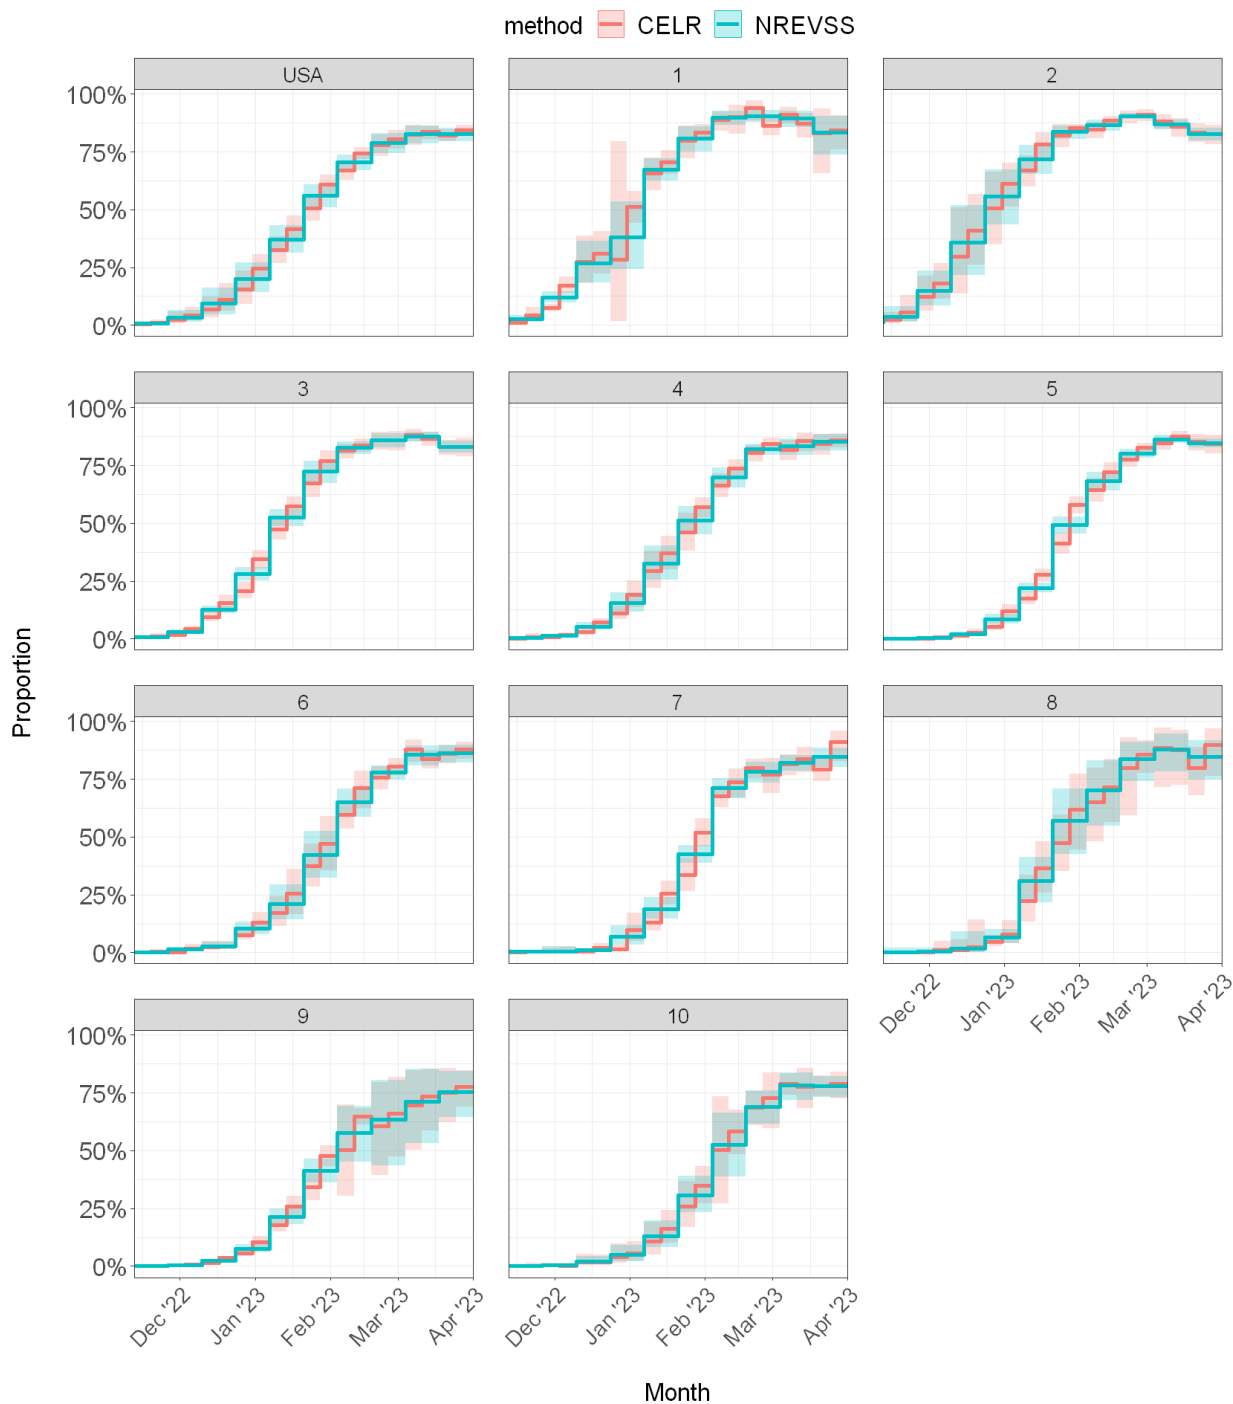 method CELR NREVSS
USA 1 2
100%
75%
50%
25%
0%
3 4 5
100%
75%
50%
25%
0%
Proportion
6 7 8
100%
75%
50%
25%
0%
Dec '22 Jan '23 Feb '23 Mar '23 Apr '23
9 10
100%
75%
50%
25%
0%
Dec '22 Jan '23 Feb '23 Mar '23 Apr '23 Dec '22 Jan '23 Feb '23 Mar '23 Apr '23
Month